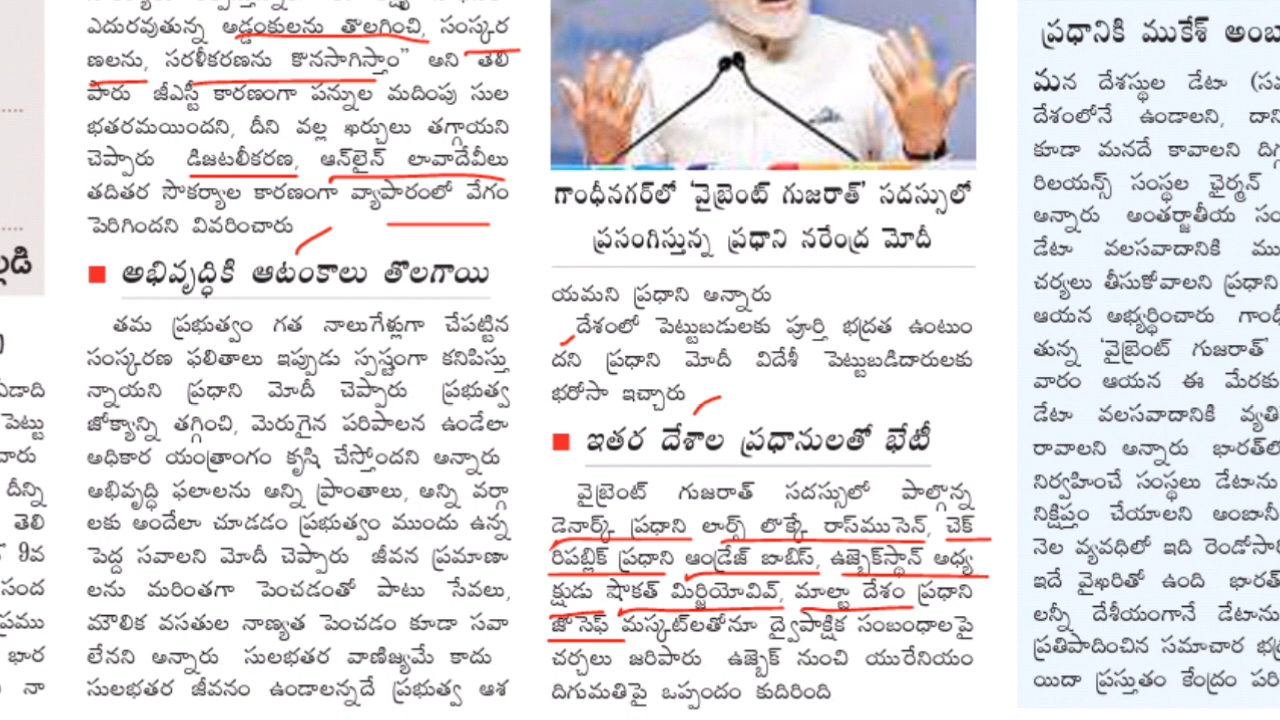 ఎదురవుతున్న అడ్డంకులను తొలగించి, సంస్కర
ణలను, సరళీకరణను కొనసాగిస్తాం" అని తెలి
పారు జీఎస్టీ కారణంగా పన్నుల మదింపు సుల
భతరమయిందని, దీని వల్ల ఖర్చులు తగ్గాయని
చెప్పారు డిజటలీకరణ, ఆన్‌లైన్ లావాదేవీలు
తదితర సౌకర్యాల కారణంగా వ్యాపారంలో వేగం
పెరిగిందని వివరించారు
■ అభివృద్ధికి ఆటంకాలు తొలగాయి
తమ ప్రభుత్వం గత నాలుగేళ్లుగా చేపట్టిన
సంస్కరణ ఫలితాలు ఇప్పుడు స్పష్టంగా కనిపిస్తు
న్నాయని ప్రధాని మోదీ చెప్పారు ప్రభుత్వ
జోక్యాన్ని తగ్గించి, మెరుగైన పరిపాలన ఉండేలా
అధికార యంత్రాంగం కృషి చేస్తోందని అన్నారు
అభివృద్ధి ఫలాలను అన్ని ప్రాంతాలు, అన్ని వర్గా
లకు అందేలా చూడడం ప్రభుత్వం ముందు ఉన్న
పెద్ద సవాలని మోదీ చెప్పారు జీవన ప్రమాణా
లను మరింతగా పెంచడంతో పాటు సేవలు,
మౌలిక వసతుల నాణ్యత పెంచడం కూడా సవా
లేనని అన్నారు సులభతర వాణిజ్యమే కాదు
సులభతర జీవనం ఉండాలన్నదే ప్రభుత్వ ఆశ
గాంధీనగర్‌లో 'వైబ్రెంట్ గుజరాత్' సదస్సులో
ప్రసంగిస్తున్న ప్రధాని నరేంద్ర మోదీ
యమని ప్రధాని అన్నారు
దేశంలో పెట్టుబడులకు పూర్తి భద్రత ఉంటుం
దని ప్రధాని మోదీ విదేశీ పెట్టుబడిదారులకు
భరోసా ఇచ్చారు
■ ఇతర దేశాల ప్రధానులతో భేటీ
వైబ్రెంట్ గుజరాత్ సదస్సులో పాల్గొన్న
డెనార్క్ ప్రధాని లార్స్ లొక్కే రాస్‌ముసెన్, చెక్
రిపబ్లిక్ ప్రధాని ఆండ్రేజ్ బాబిస్, ఉజ్బెక్‌స్థాన్ అధ్య
క్షుడు షౌకత్ మిర్జియోవివ్, మాల్టా దేశం ప్రధాని
జోసెఫ్ మస్కట్‌లతోనూ ద్వైపాక్షిక సంబంధాలపై
చర్చలు జరిపారు ఉజ్బెక్ నుంచి యురేనియం
దిగుమతిపై ఒప్పందం కుదిరింది
ప్రధానికి ముకేశ్
మన దేశస్థుల డేటా
దేశంలోనే ఉండాలని,
కూడా మనదే కావాలని
రిలయన్స్ సంస్థల ఛైర్మన్
అన్నారు అంతర్జాతీయ
డేటా వలసవాదానికి
చర్యలు తీసుకోవాలని ప్రధాని
ఆయన అభ్యర్థించారు
తున్న 'వైబ్రెంట్ గుజరాత్'
వారం ఆయన ఈ మేరకు
డేటా వలసవాదానికి
రావాలని అన్నారు
నిర్వహించే సంస్థలు డేటాను
నిక్షిప్తం చేయాలని అంబానీ
నెల వ్యవధిలో ఇది
ఇదే వైఖరితో ఉంది
లన్నీ దేశీయంగానే డేటాను
ప్రతిపాదించిన సమాచార
యిదా ప్రస్తుతం కేంద్రం